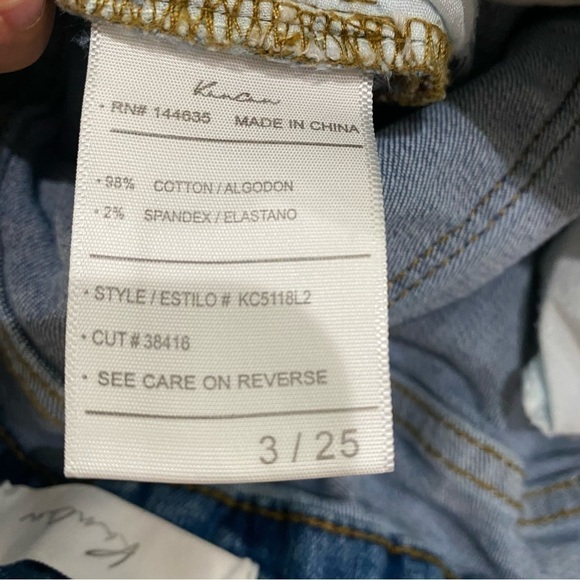 KanCan
• RN# 144635 MADE IN CHINA
• 98% COTTON / ALGODON
• 2% SPANDEX / ELASTANO
• STYLE / ESTILO # KC5118L2
• CUT # 38416
• SEE CARE ON REVERSE
3 / 25